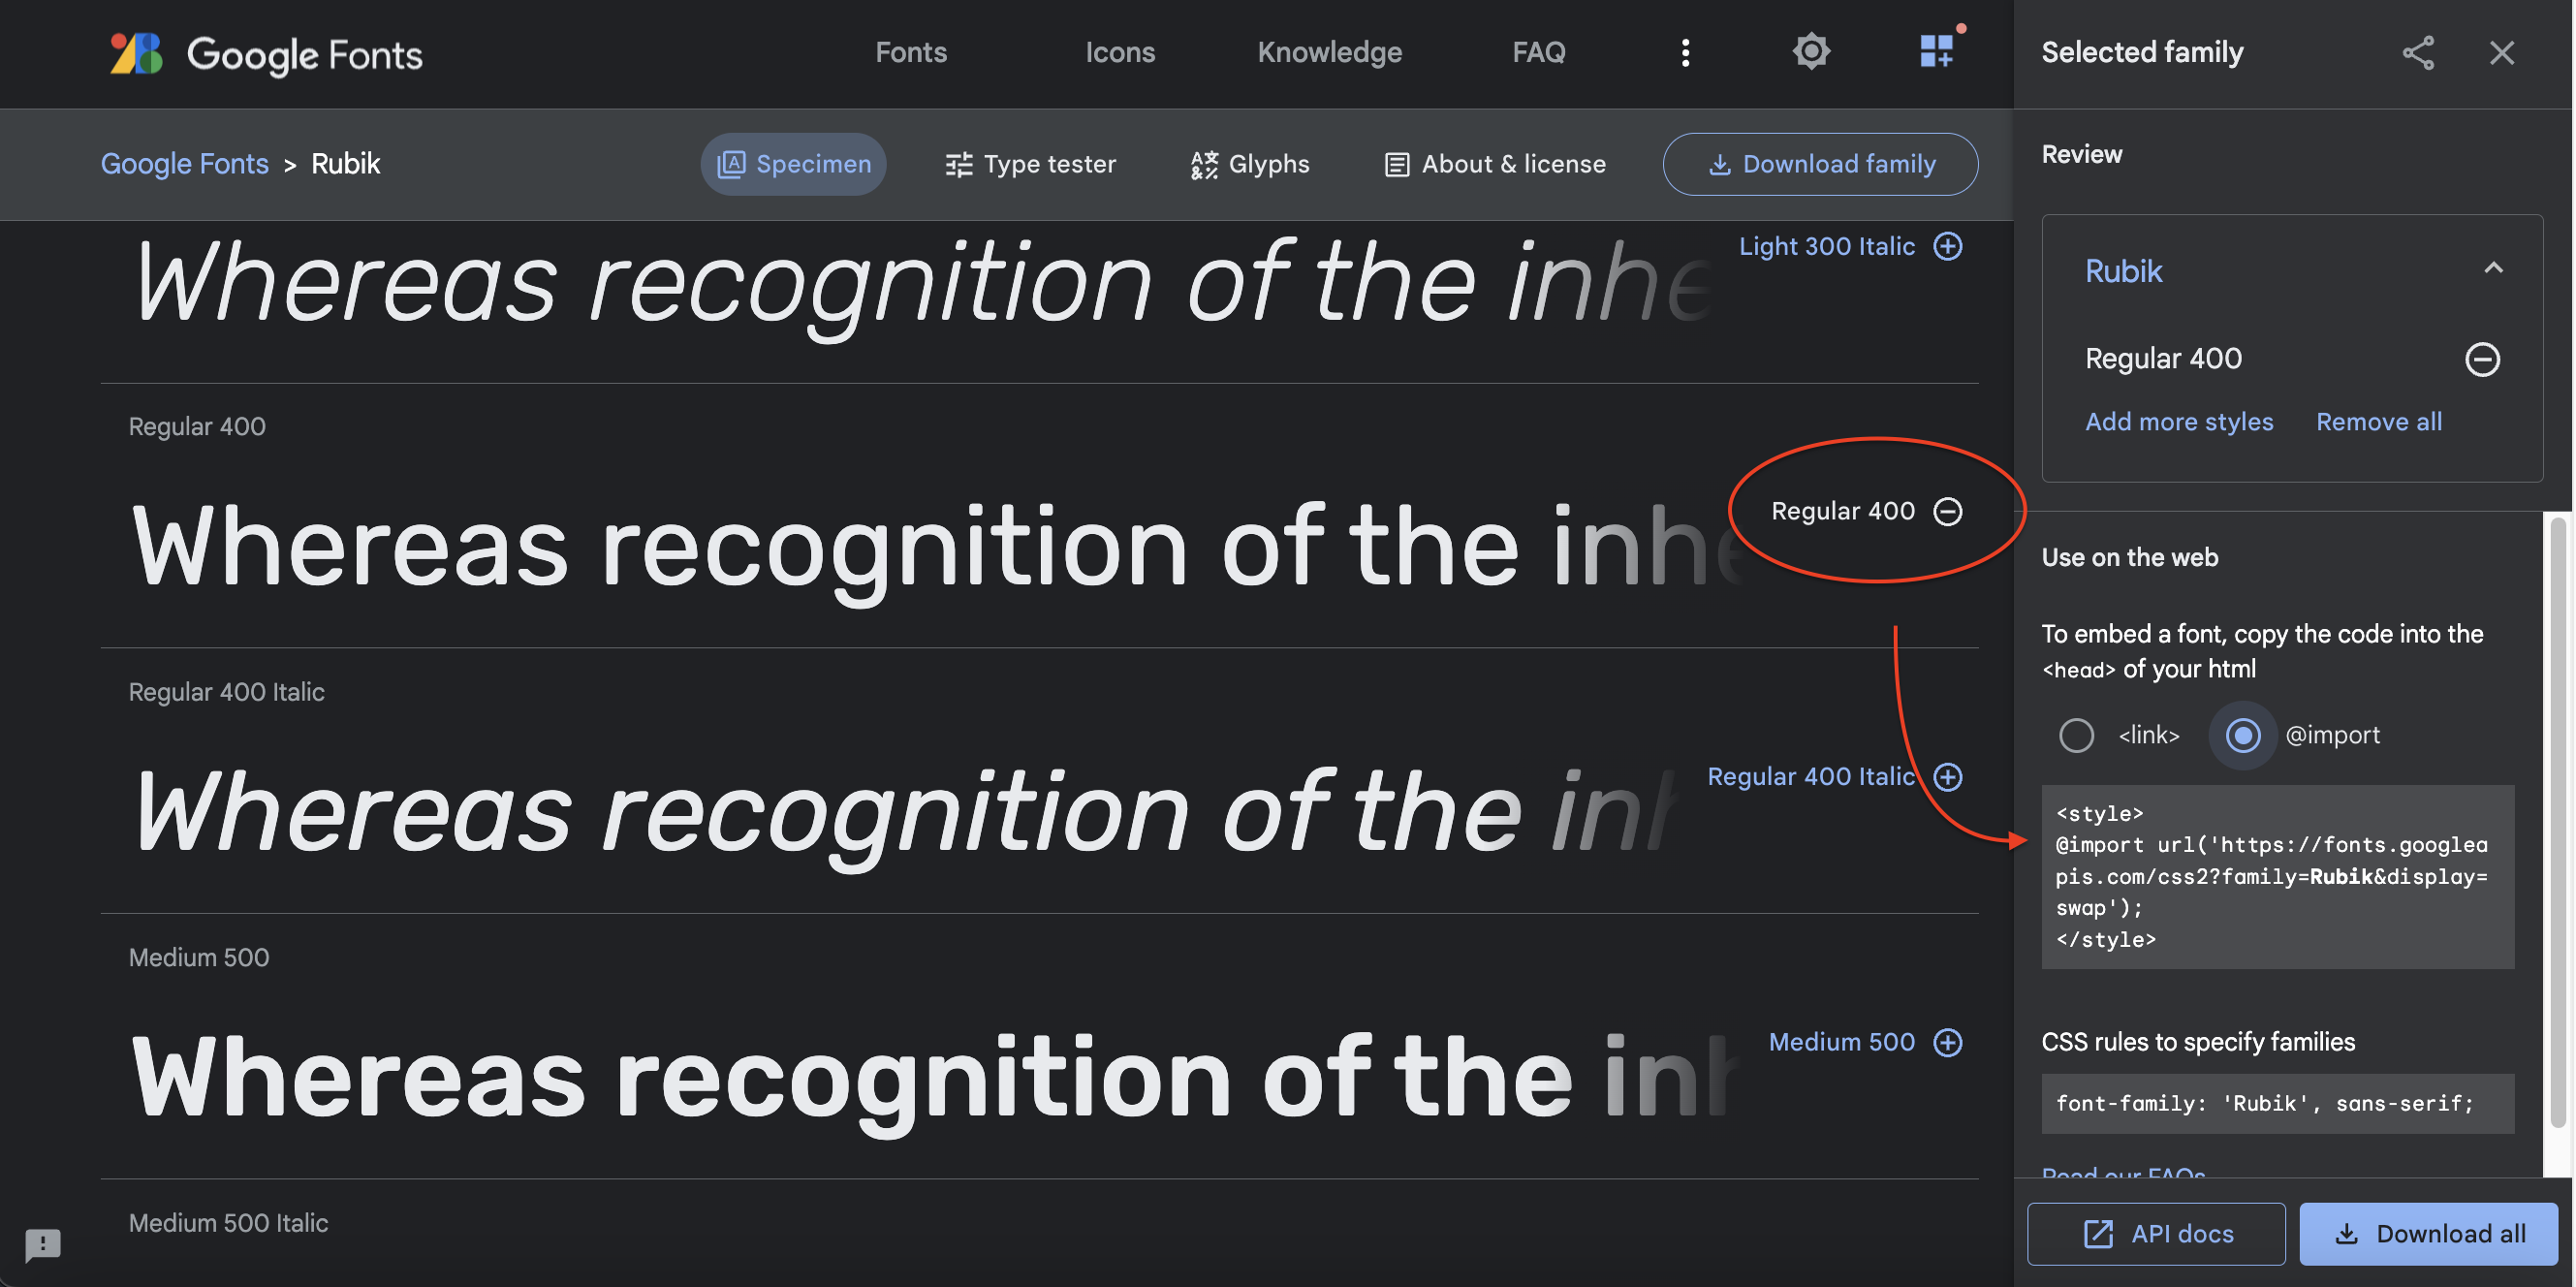 Google Fonts
Fonts
Icons
Knowledge
FAQ
Selected family
Google Fonts > Rubik
Specimen
Type tester
Glyphs
About & license
Download family
Review
Whereas recognition of the inhe
Light 300 Italic
Rubik
Regular 400
Add more styles
Remove all
Regular 400
Whereas recognition of the inhe
Regular 400
Use on the web
To embed a font, copy the code into the
<head> of your html
<link>
@import
Regular 400 Italic
Whereas recognition of the inh
Regular 400 Italic
<style>
@import url('https://fonts.googlea
pis.com/css2?family=Rubik&display=
swap');
</style>
Medium 500
Whereas recognition of the inh
Medium 500
CSS rules to specify families
font-family: 'Rubik', sans-serif;
Read our FAQs
Medium 500 Italic
API docs
Download all